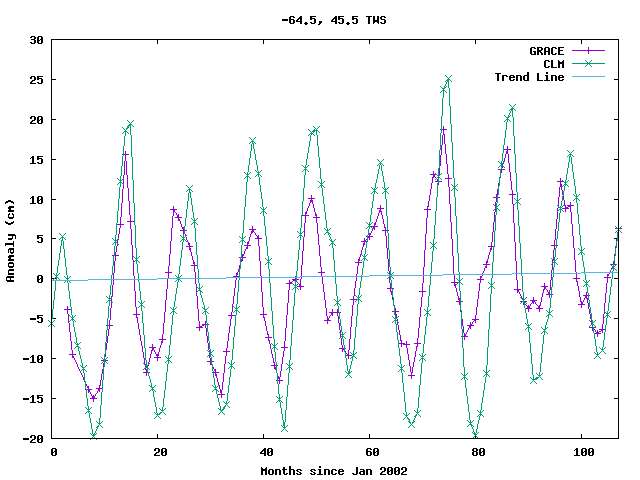 -64.5, 45.5 TWS
GRACE
CLM
Trend Line
30
25
20
15
10
5
0
-5
-10
-15
-20
Anomaly (cm)
0 20 40 60 80 100
Months since Jan 2002